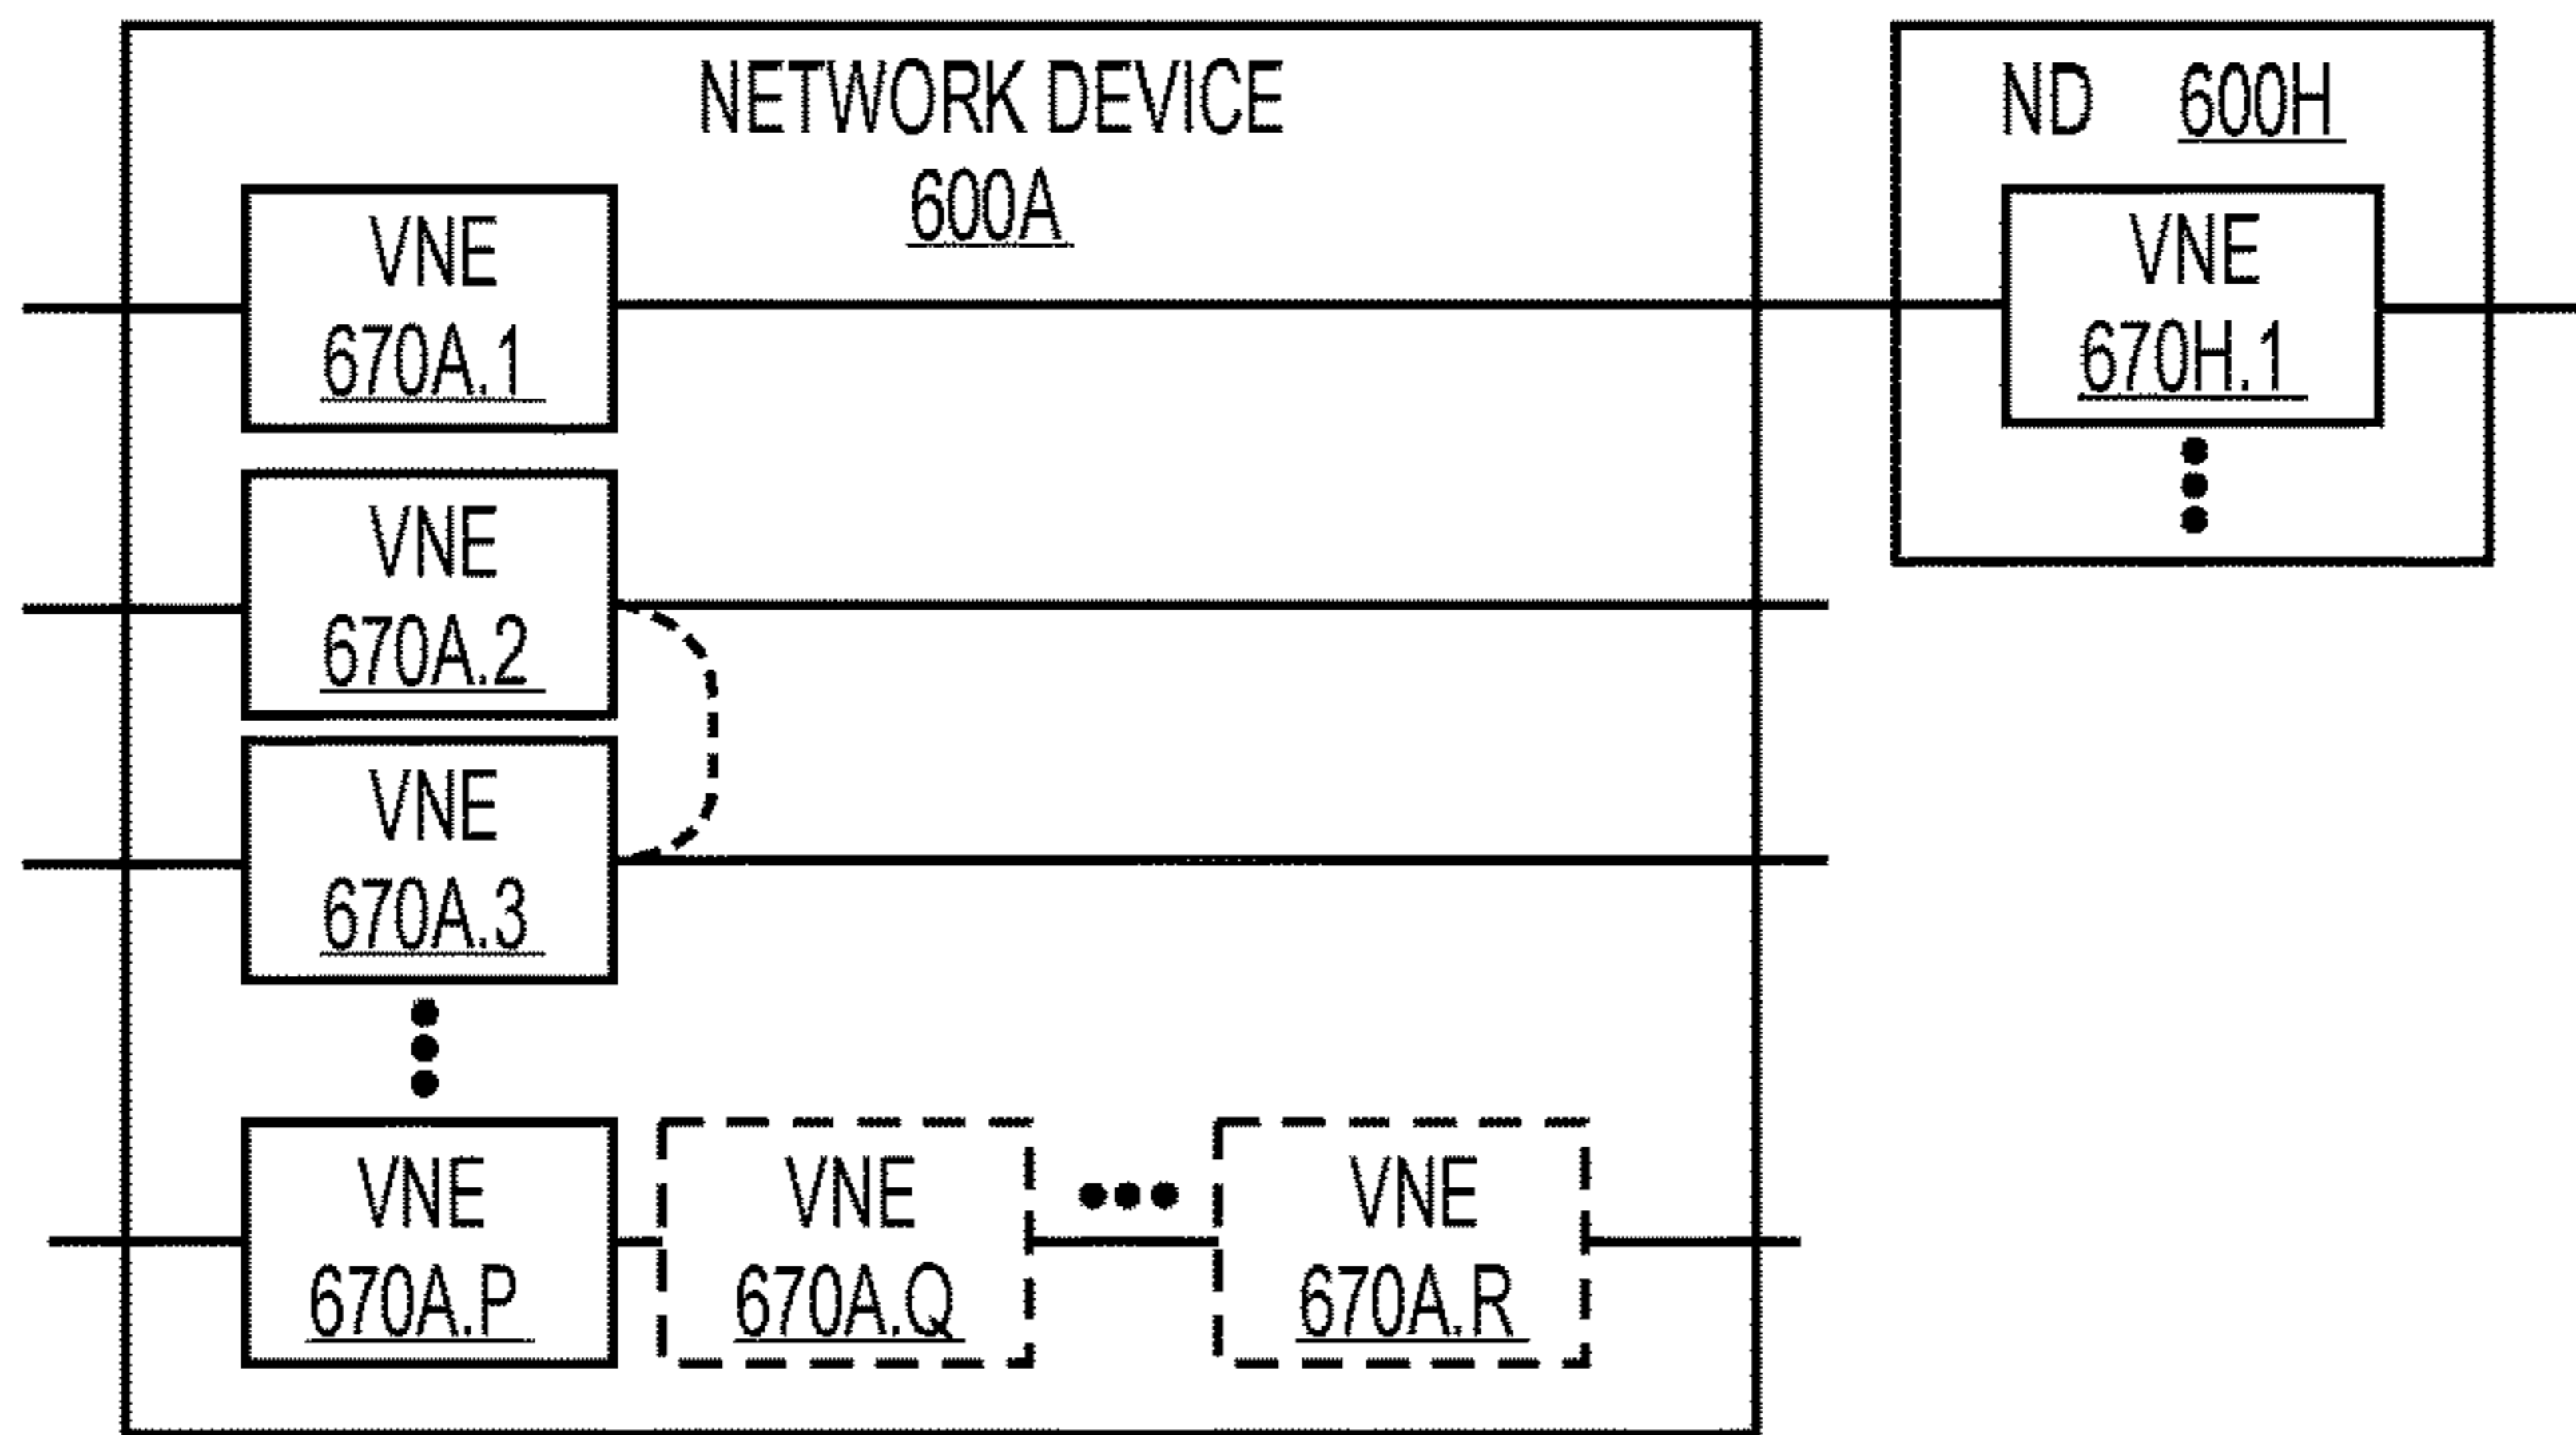 NETWORK DEVICE
600A
ND 600H
VNE
670A.1
VNE
670H.1
VNE
670A.2
VNE
670A.3
VNE
670A.P
VNE
670A.Q
VNE
670A.R